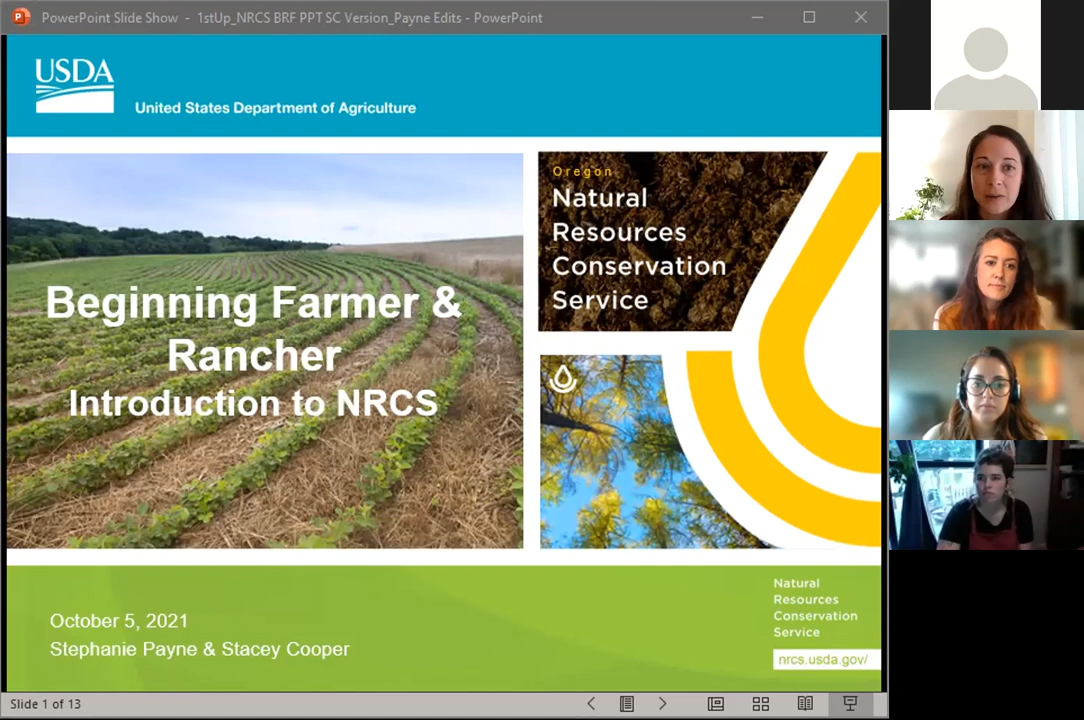 PowerPoint Slide Show - 1stUp_NRCS BRF PPT SC Version_Payne Edits - PowerPoint
USDA
United States Department of Agriculture
Beginning Farmer &
Rancher
Introduction to NRCS
Oregon
Natural
Resources
Conservation
Service
October 5, 2021
Stephanie Payne & Stacey Cooper
Natural
Resources
Conservation
Service
nrcs.usda.gov/
Slide 1 of 13